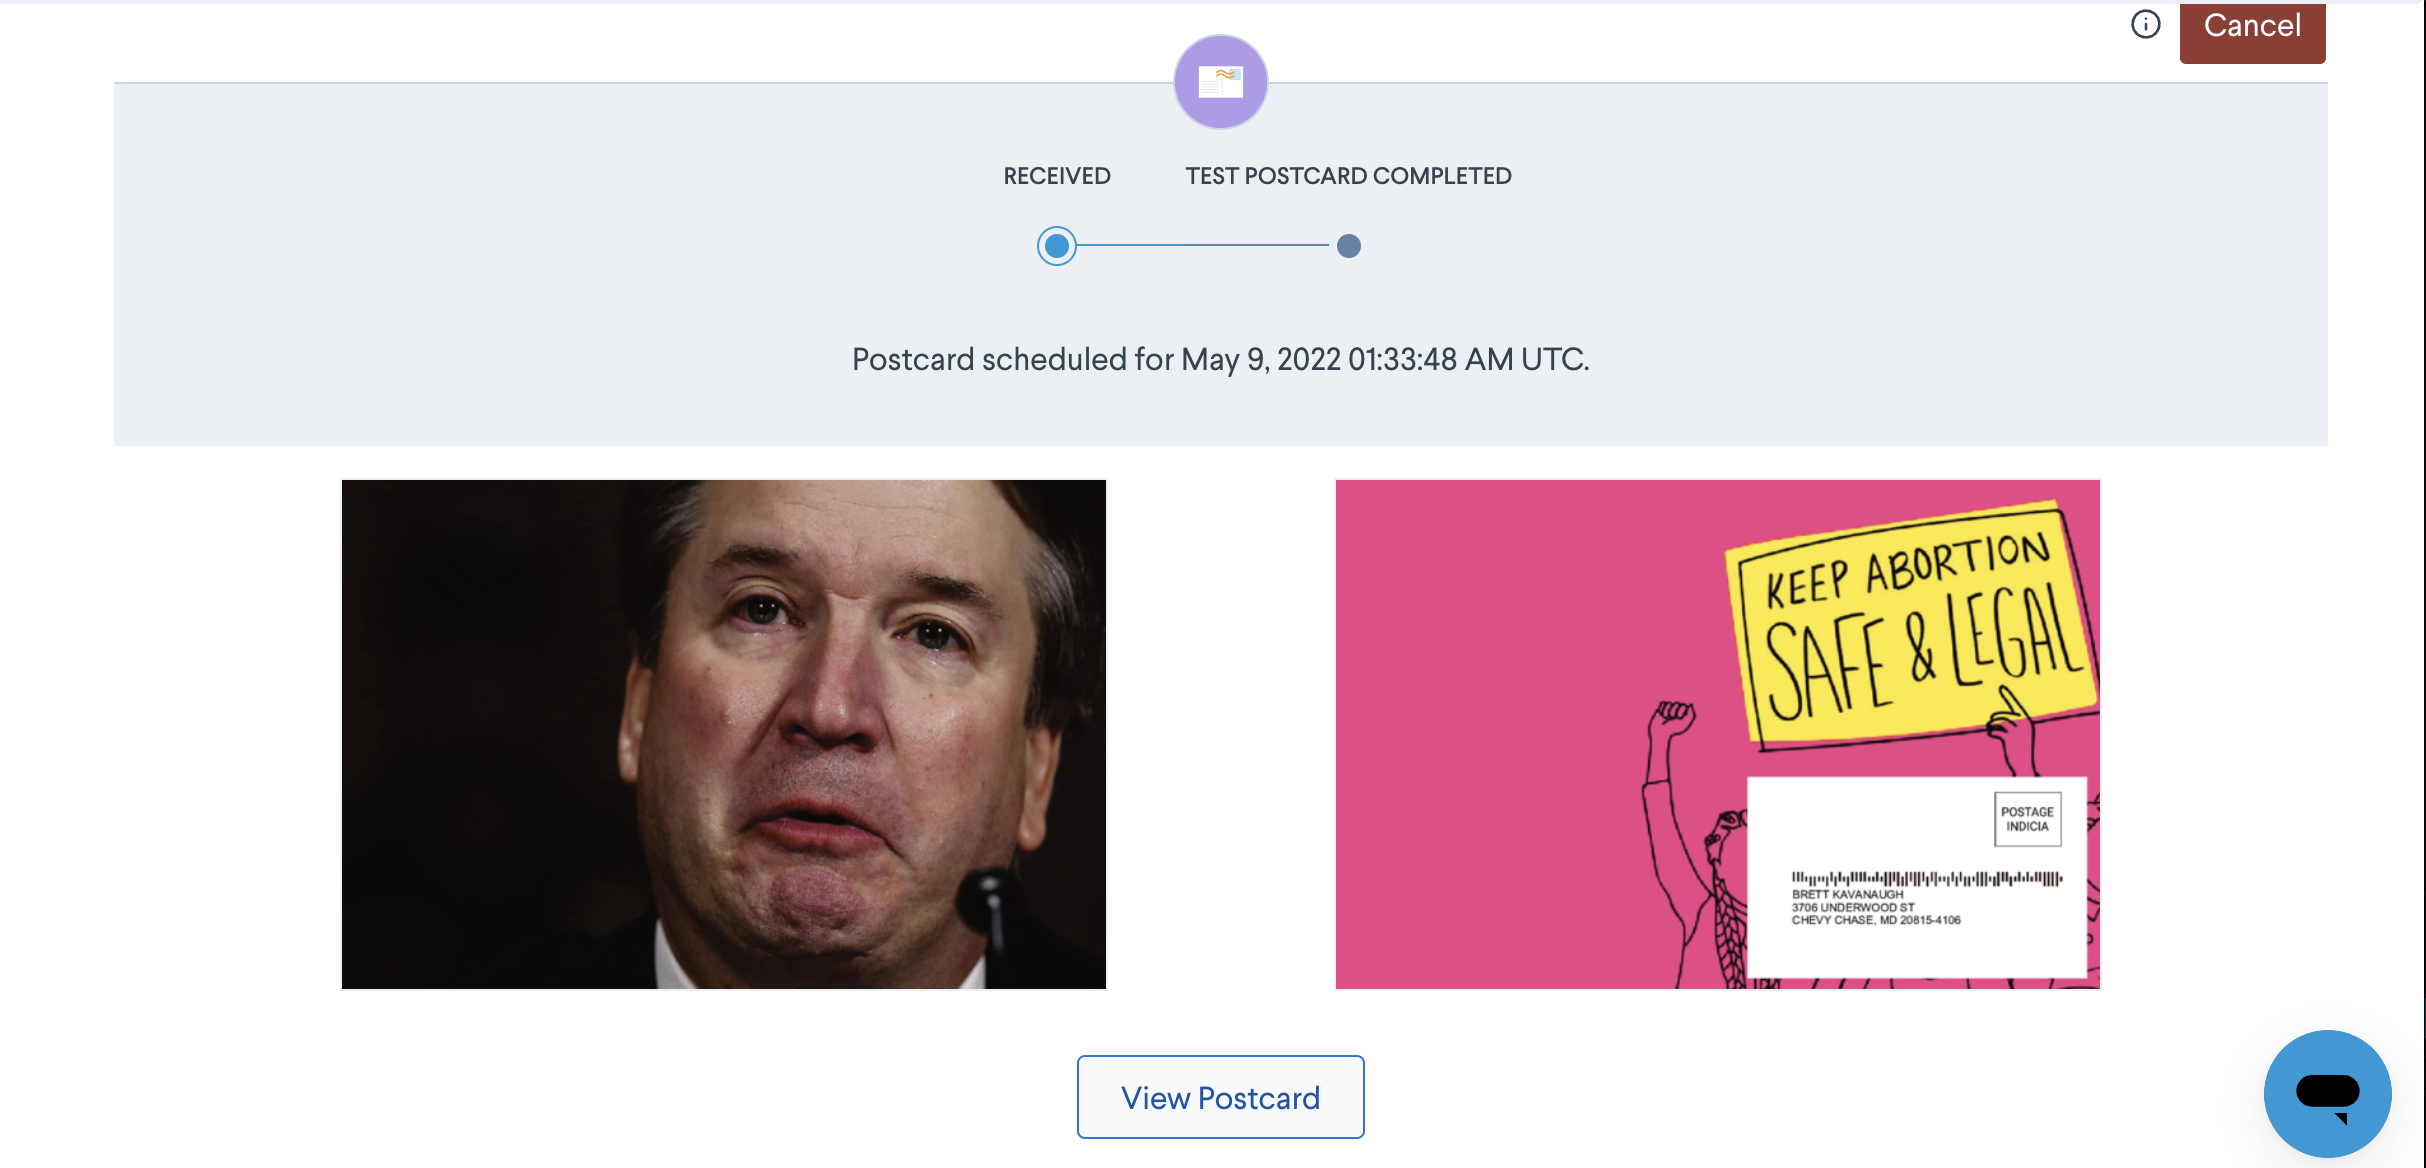 Cancel
RECEIVED TEST POSTCARD COMPLETED
Postcard scheduled for May 9, 2022 01:33:48 AM UTC.
KEEP ABORTION
SAFE & LEGAL
POSTAGE
INDICIA
BRETT KAVANAUGH
3706 UNDERWOOD ST
CHEVY CHASE, MD 20815-4106
View Postcard